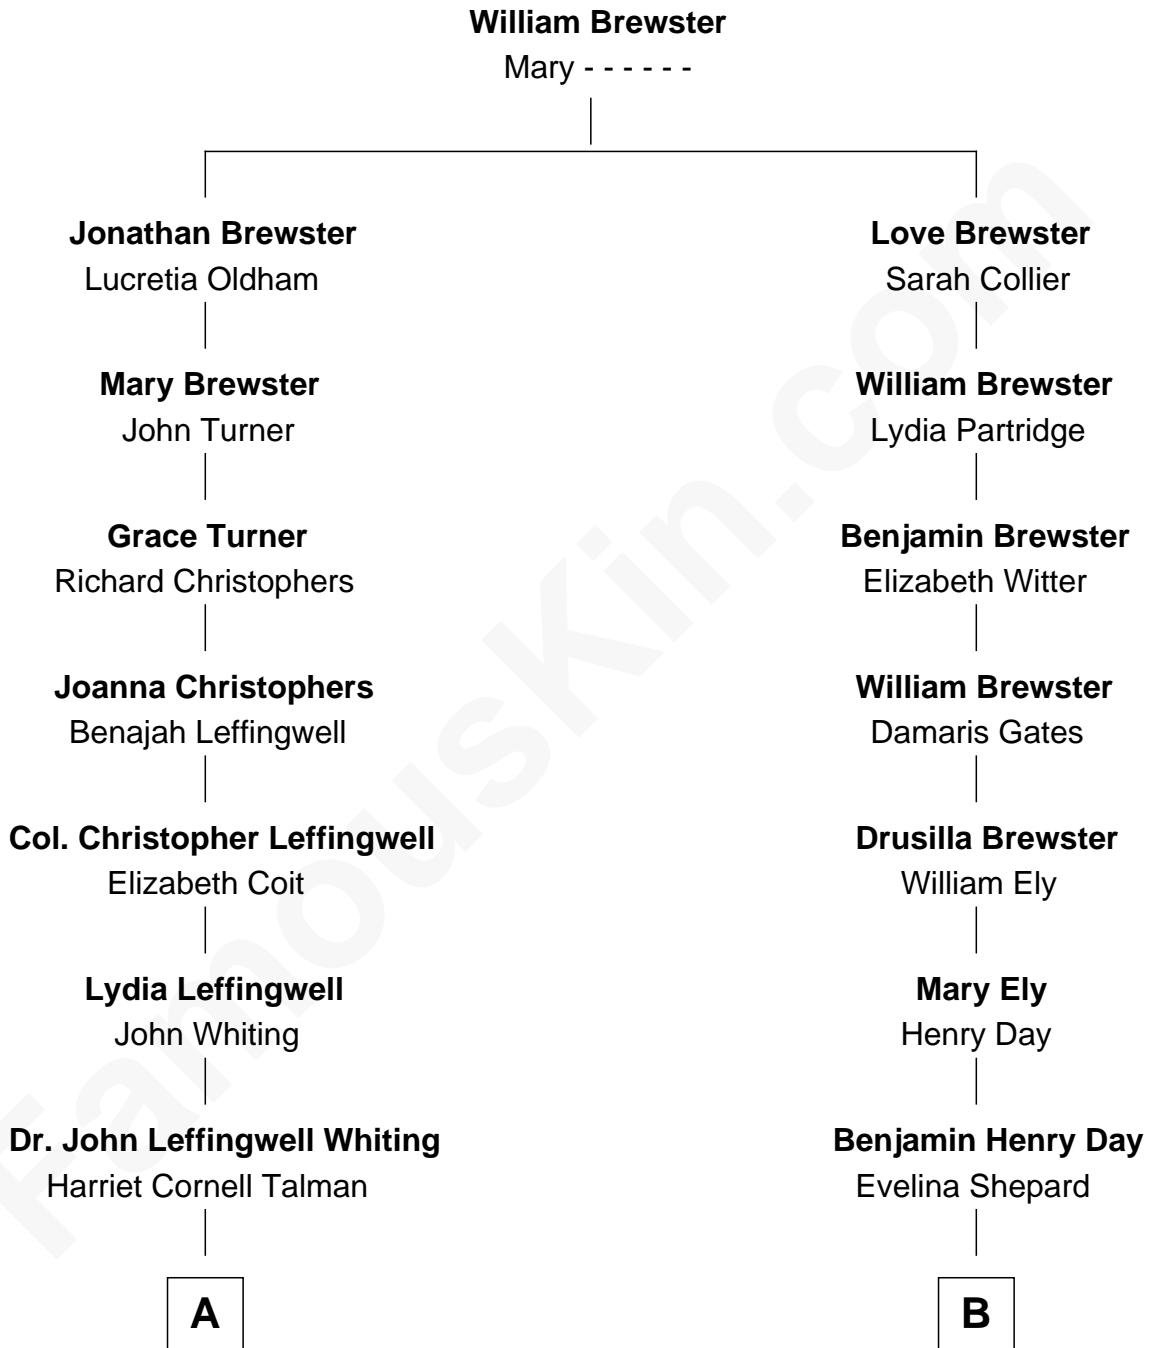 William Brewster
Mary - - - - - -
Jonathan Brewster
Lucretia Oldham
Love Brewster
Sarah Collier
Mary Brewster
John Turner
William Brewster
Lydia Partridge
Grace Turner
Richard Christophers
Benjamin Brewster
Elizabeth Witter
Joanna Christophers
Benajah Leffingwell
William Brewster
Damaris Gates
Col. Christopher Leffingwell
Elizabeth Coit
Drusilla Brewster
William Ely
Lydia Leffingwell
John Whiting
Mary Ely
Henry Day
Dr. John Leffingwell Whiting
Harriet Cornell Talman
Benjamin Henry Day
Evelina Shepard
A
B
FamousKin.com